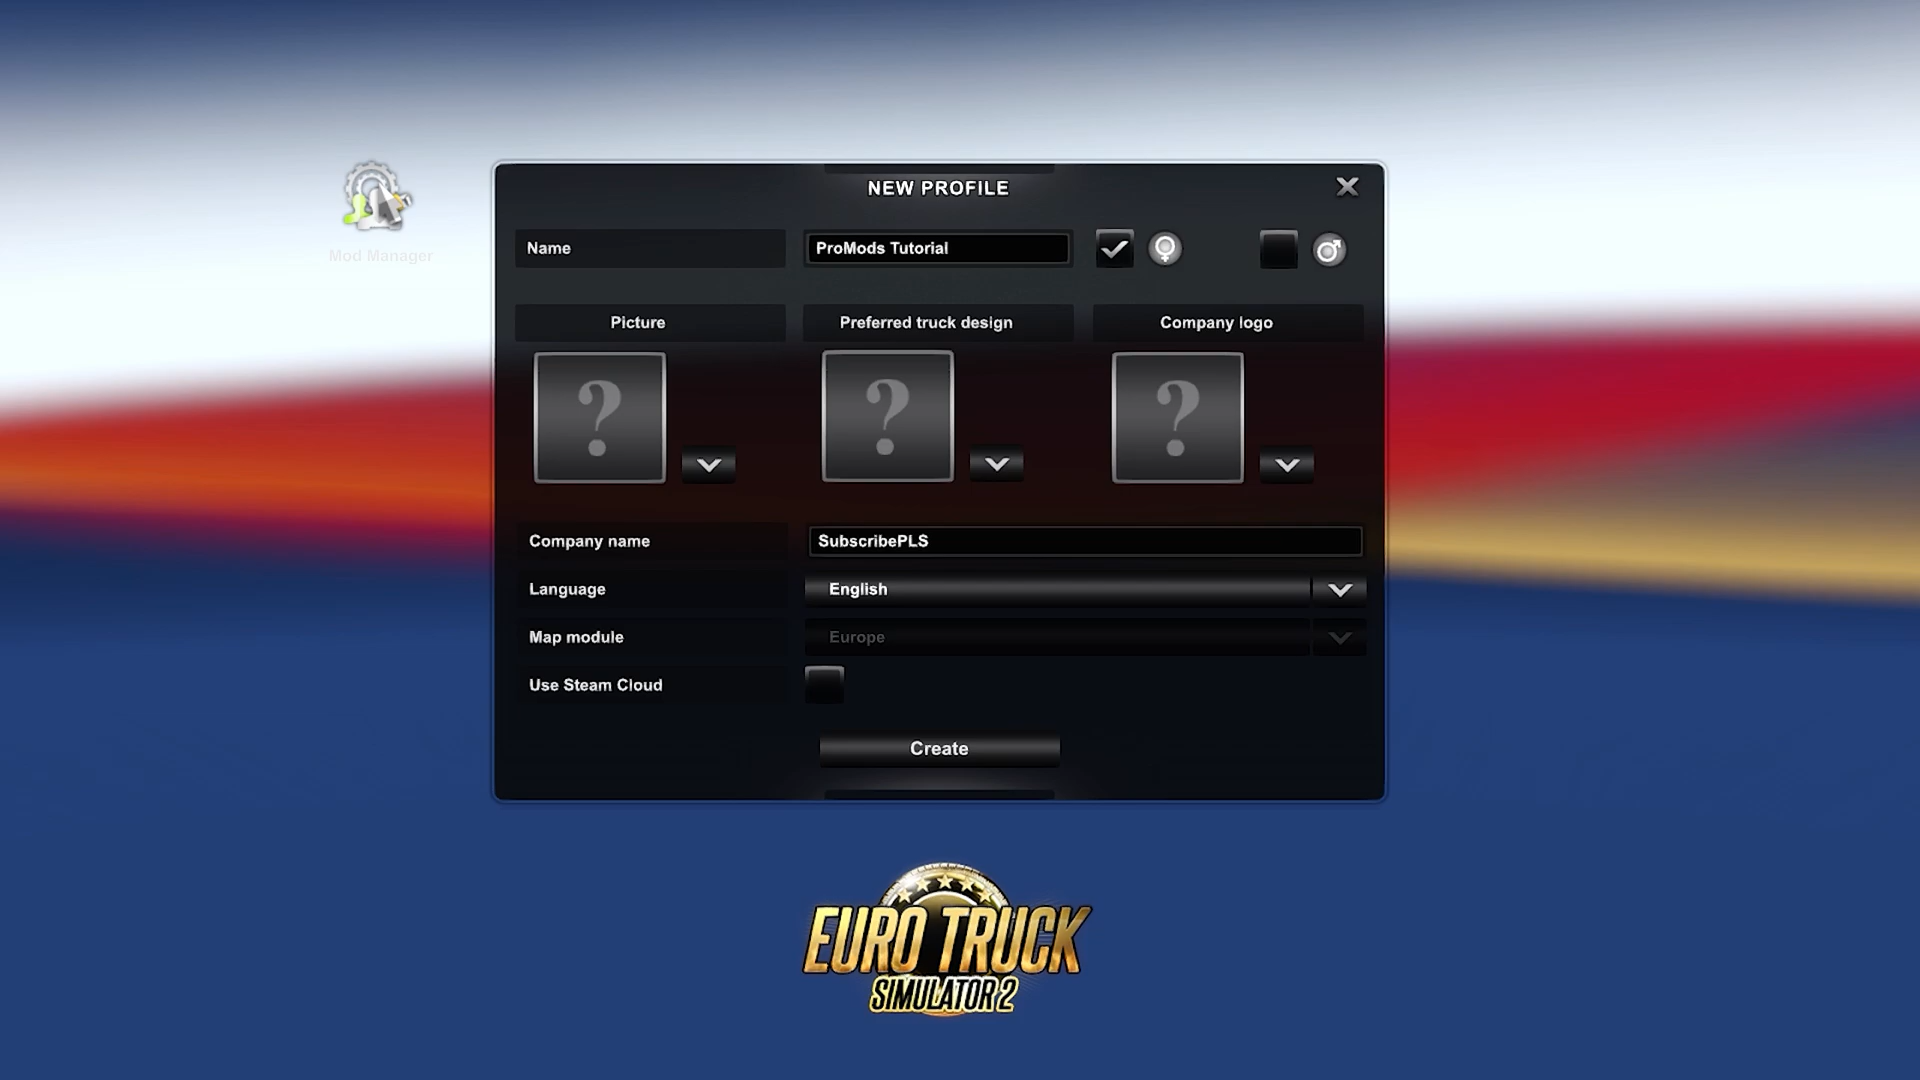 NEW PROFILE
Mod Manager
Name
ProMods Tutorial
Picture
Preferred truck design
Company logo
?
?
?
Company name
SubscribePLS
Language
English
Map module
Europe
Use Steam Cloud
Create
EURO TRUCK
SIMULATOR 2